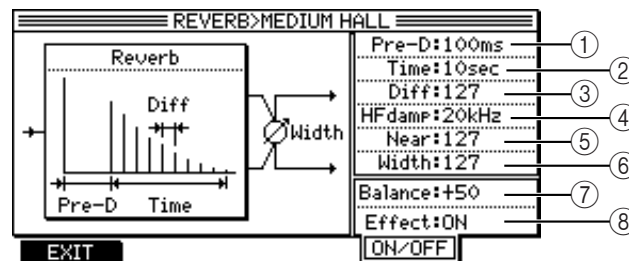 REVERB>MEDIUM HALL
Reverb
Diff
Pre-D
Time
Width
Pre-D:100ms ①
Time:10sec ②
Diff:127 ③
HFdamp:20kHz ④
Near:127 ⑤
Width:127 ⑥
Balance:+50 ⑦
Effect:ON ⑧
EXIT
ON/OFF